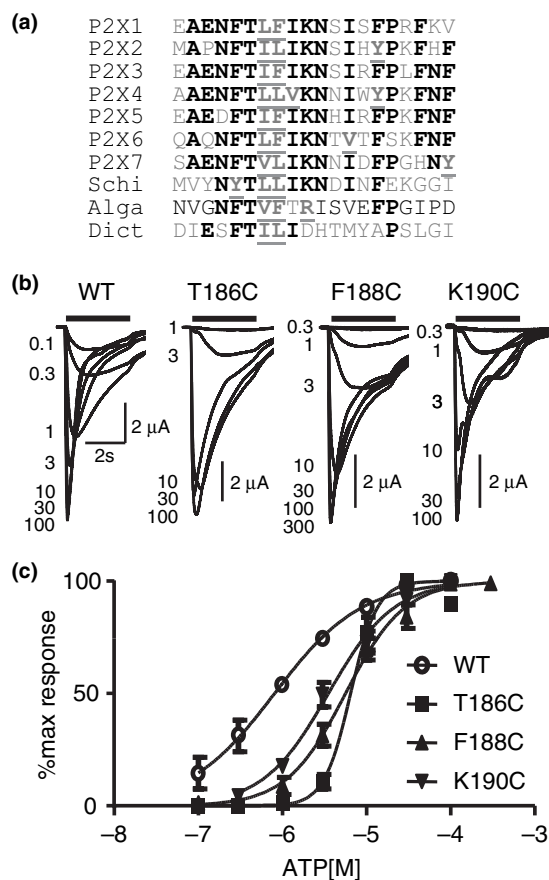 (a)
P2X1 EAENFTLFIKNSISFPRFKV
P2X2 MAPNFTLFIKNSIHYPKFHF
P2X3 EAENFTIFIKNSIRFPLFNF
P2X4 AAENFTLLVKNNIWYPKFNF
P2X5 EAEDFTIFIKNHIRFPKFNF
P2X6 QAQNFTLFIKNTVTFSKFNF
P2X7 SAENFTVLIKNNIDFPGHNY
Schi MVYNYTLLIKNDINFEKGGI
Alga NVGNFTVFTRISVEFPGIPD
Dict DIESFTILIDHTMYAPSLGI
(b)
WT T186C F188C K190C
0.1
0.3
1
3
10
30
100
2 µA
2s
1
3
10
30
100
2 µA
0.3
1
3
10
30
100
300
2 µA
0.3
1
3
10
30
100
2 µA
(c)
%max response
100
50
0
WT
T186C
F188C
K190C
−8 −7 −6 −5 −4 −3
ATP[M]